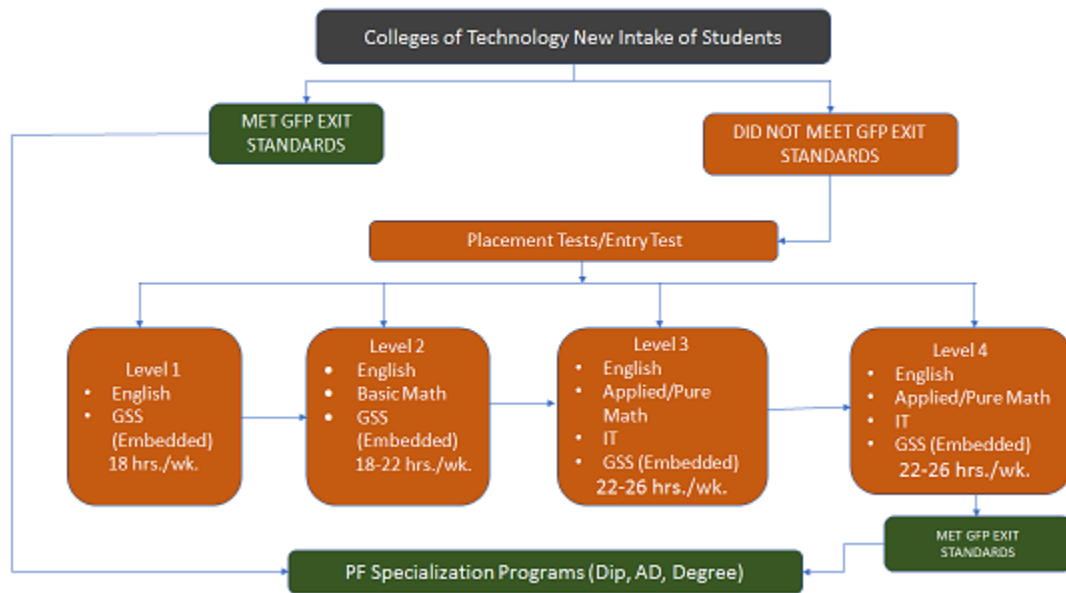 Colleges of Technology New Intake of Students
MET GFP EXIT
STANDARDS
DID NOT MEET GFP EXIT
STANDARDS
Placement Tests/Entry Test
Level 1
• English
• GSS
(Embedded)
18 hrs./wk.
Level 2
• English
• Basic Math
• GSS
(Embedded)
18-22 hrs./wk.
Level 3
• English
• Applied/Pure
Math
• IT
• GSS (Embedded)
22-26 hrs./wk.
Level 4
• English
• Applied/Pure Math
• IT
• GSS (Embedded)
22-26 hrs./wk.
MET GFP EXIT
STANDARDS
PF Specialization Programs (Dip, AD, Degree)